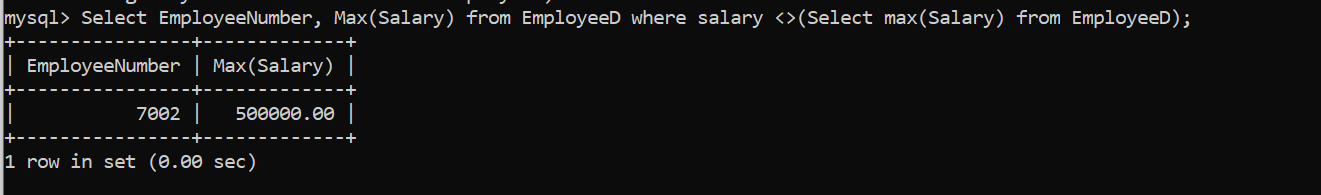 mysql> Select EmployeeNumber, Max(Salary) from EmployeeD where salary <>(Select max(Salary) from EmployeeD);
+----------------+-------------+
| EmployeeNumber | Max(Salary) |
+----------------+-------------+
|           7002 |   500000.00 |
+----------------+-------------+
1 row in set (0.00 sec)